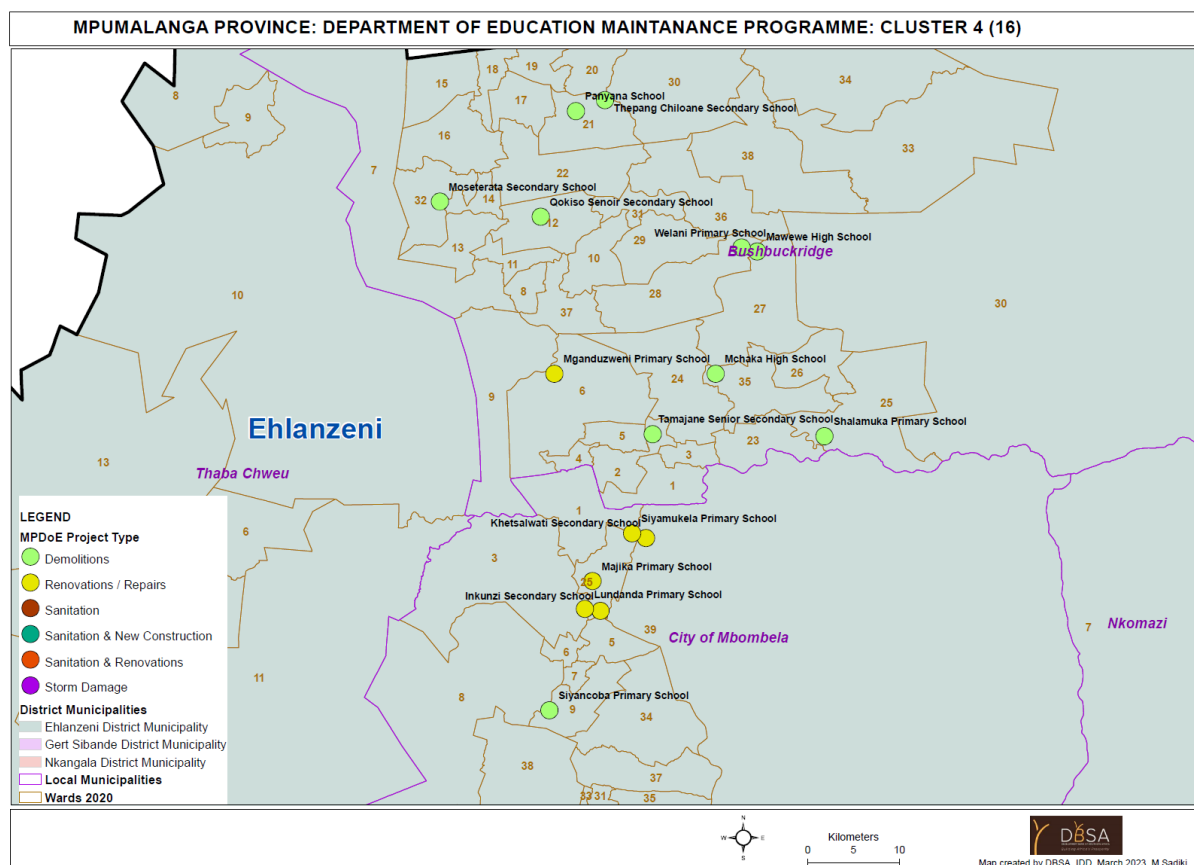 MPUMALANGA PROVINCE: DEPARTMENT OF EDUCATION MAINTANANCE PROGRAMME: CLUSTER 4 (16)
8
9
7
10
13
6
11
15
18
19
20
30
34
17
Panyana School
Thepang Chiloane Secondary School
21
16
38
33
22
Moseterata Secondary School
32
14
Qokiso Senoir Secondary School
12
31
36
29
Welani Primary School
Mawewe High School
Bushbuckridge
13
11
10
8
28
37
27
30
Mganduzweni Primary School
Mchaka High School
9
6
24
35
26
25
Ehlanzeni
Thaba Chweu
Tamajane Senior Secondary School
Shalamuka Primary School
5
23
4
3
2
1
1
Khetsalwati Secondary School
Siyamukela Primary School
3
Majika Primary School
25
Inkunzi Secondary School
Lundanda Primary School
39
City of Mbombela
Nkomazi
7
5
6
7
8
Siyancoba Primary School
9
34
38
37
33
31
35
LEGEND
MPDoE Project Type
Demolitions
Renovations / Repairs
Sanitation
Sanitation & New Construction
Sanitation & Renovations
Storm Damage
District Municipalities
Ehlanzeni District Municipality
Gert Sibande District Municipality
Nkangala District Municipality
Local Municipalities
Wards 2020
N
W
E
S
Kilometers
0 5 10
DBSA
Map created by DBSA, IDD, March 2023, M Sadiki